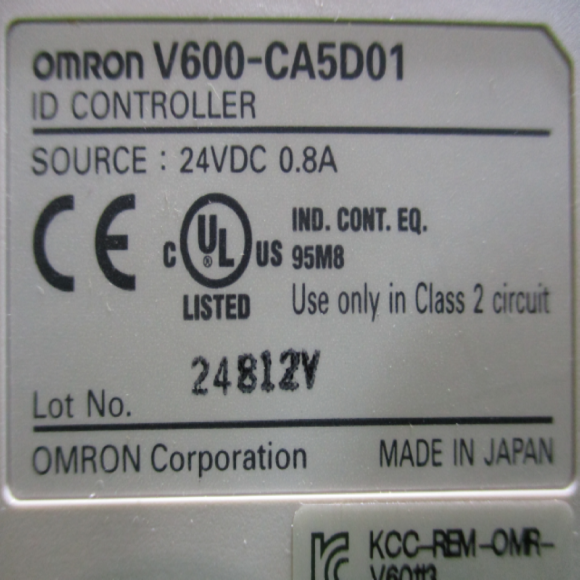 OMRON V600-CA5D01
ID CONTROLLER
SOURCE : 24VDC 0.8A
CE
C UL US LISTED
IND. CONT. EQ.
95M8
Use only in Class 2 circuit
24812V
Lot No.
OMRON Corporation MADE IN JAPAN
KCC-REM-OMR-